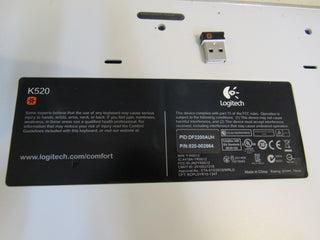 K520
Some experts believe that the use of any keyboard may cause serious
injury to hands, wrists, arms, neck, or back. If you feel pain, numbness,
or weakness in these areas see a qualified health professional. For
information that may reduce your risk of injury read the Comfort
Guidelines included with this keyboard, or visit our website at
www.logitech.com/comfort
Logitech
This device complies with part 15 of the FCC rules. Operation is
subject to the following two conditions: (1) This device may not cause
harmful interference, and (2) this device must accept any interference
received, including interference that may cause undesired operation.
PID:DF2200AUH
P/N:820-002864
Made in China